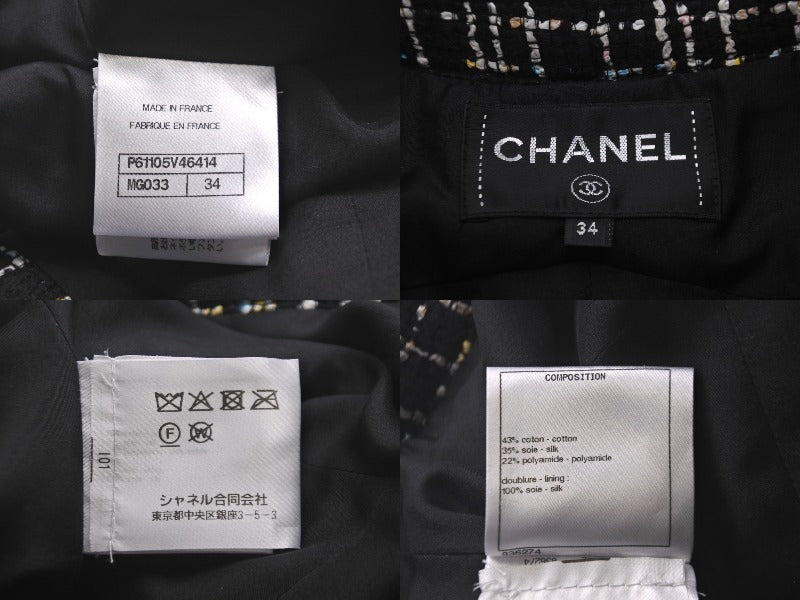 MADE IN FRANCE
FABRIQUE EN FRANCE
P61105V46414
MG033 34
CHANEL
34
101
F
W
シャネル合同会社
東京都中央区銀座3-5-3
COMPOSITION
43% coton - cotton
35% soie - silk
22% polyamide - polyamide
doublure - lining :
100% soie - silk